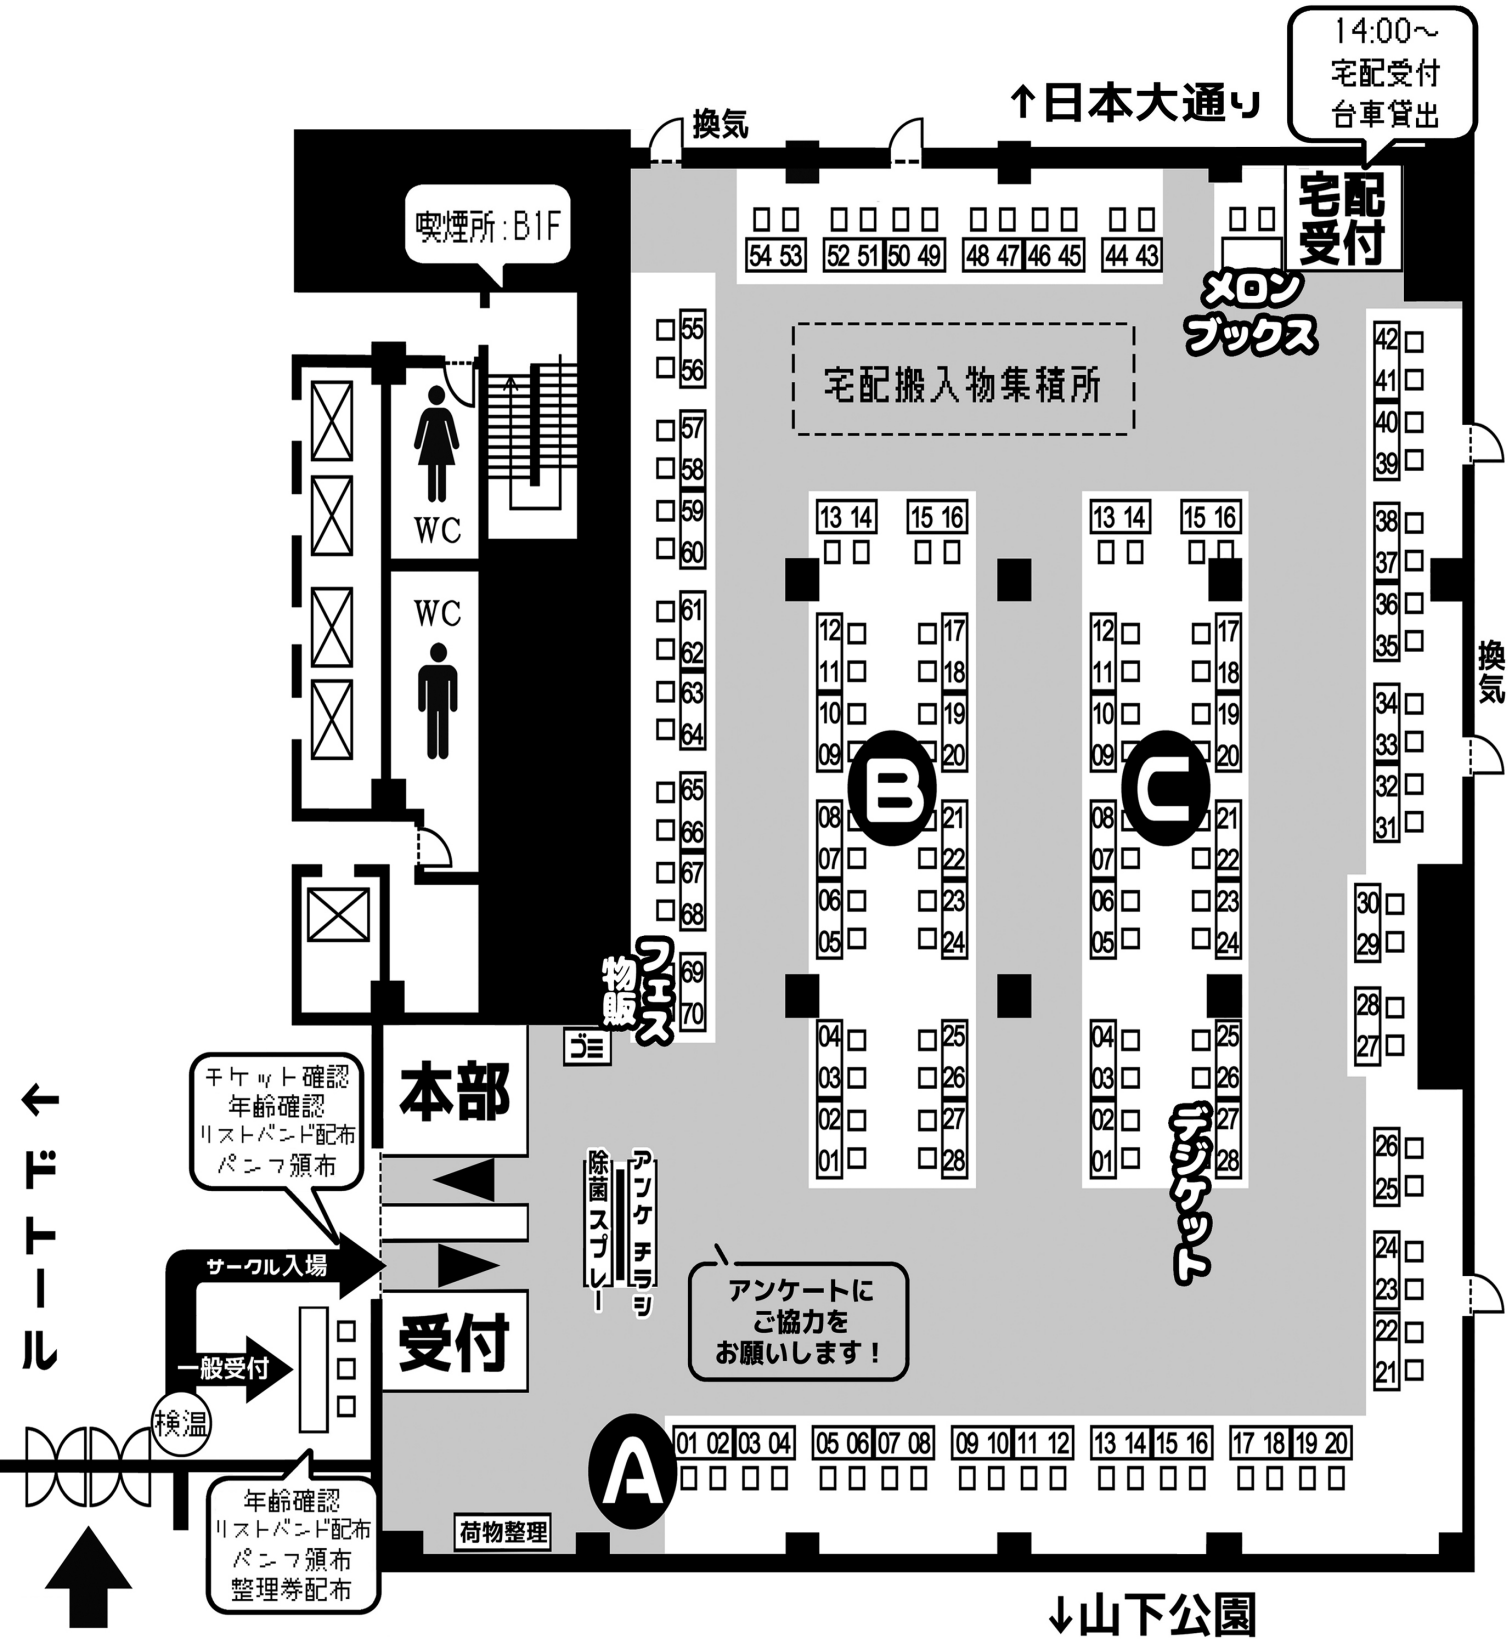 14:00～
宅配受付
台車貸出
↑日本大通り
換気
宅配
受付
喫煙所:B1F
54 53
52 51 50 49
48 47 46 45
44 43
メロン
ブックス
宅配搬入物集積所
55
56
57
58
59
60
61
62
63
64
65
66
67
68
69
70
フェス
物販
WC
WC
13 14
15 16
12
11
10
09
08
07
06
05
04
03
02
01
17
18
19
20
21
22
23
24
25
26
27
28
B
13 14
15 16
12
11
10
09
08
07
06
05
04
03
02
01
17
18
19
20
21
22
23
24
25
26
27
28
C
デジケット
42
41
40
39
38
37
36
35
34
33
32
31
30
29
28
27
26
25
24
23
22
21
換気
ゴミ
本部
チケット確認
年齢確認
リストバンド配布
パンフ頒布
ルートド↑
サークル入場
一般受付
検温
受付
除菌スプレー
アンケ チラシ
アンケートに
ご協力を
お願いします！
A
01 02 03 04
05 06 07 08
09 10 11 12
13 14 15 16
17 18 19 20
荷物整理
年齢確認
リストバンド配布
パンフ頒布
整理券配布
↓山下公園